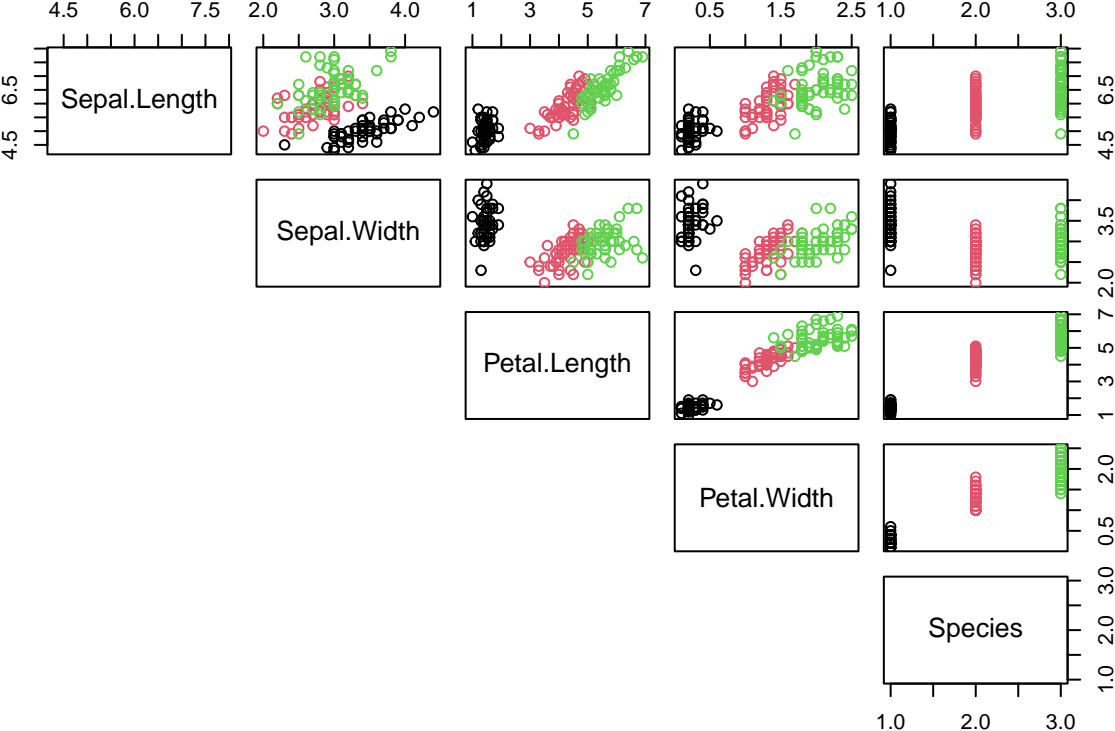 4.5 6.0 7.5 2.0 3.0 4.0 1 3 5 7 0.5 1.5 2.5 1.0 2.0 3.0
4.5 6.5 Sepal.Length 4.5 6.5
Sepal.Width 2.0 3.5
Petal.Length 1 3 5 7
Petal.Width 0.5 2.0
Species 1.0 2.0 3.0
1.0 2.0 3.0